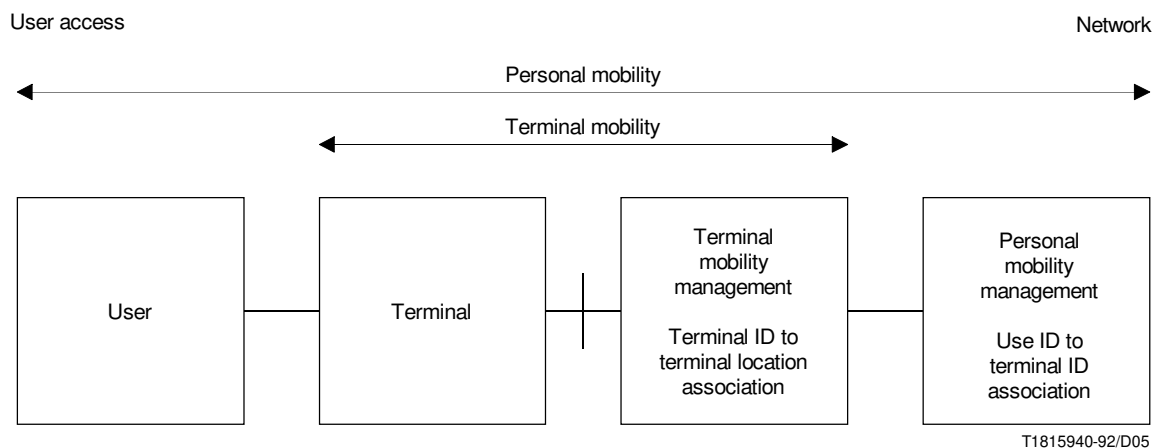 User access
Network
Personal mobility
Terminal mobility
User
Terminal
Terminal
mobility
management
Terminal ID to
terminal location
association
Personal
mobility
management
Use ID to
terminal ID
association
T1815940-92/D05